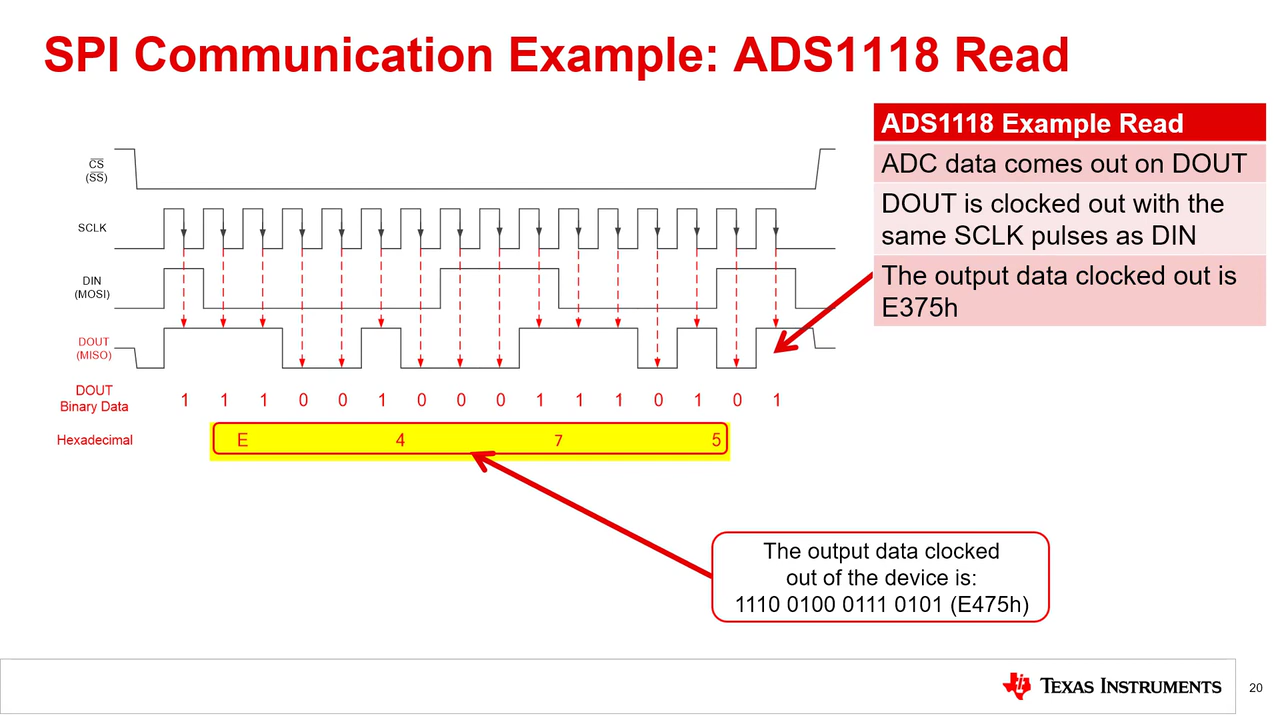 SPI Communication Example: ADS1118 Read
ADS1118 Example Read
ADC data comes out on DOUT
DOUT is clocked out with the
same SCLK pulses as DIN
The output data clocked out is
E375h
CS
(SS)
SCLK
DIN
(MOSI)
DOUT
(MISO)
DOUT
Binary Data
1 1 1 0 0 1 0 0 0 1 1 1 0 1 0 1
Hexadecimal
E 4 7 5
The output data clocked
out of the device is:
1110 0100 0111 0101 (E475h)
TEXAS INSTRUMENTS
20